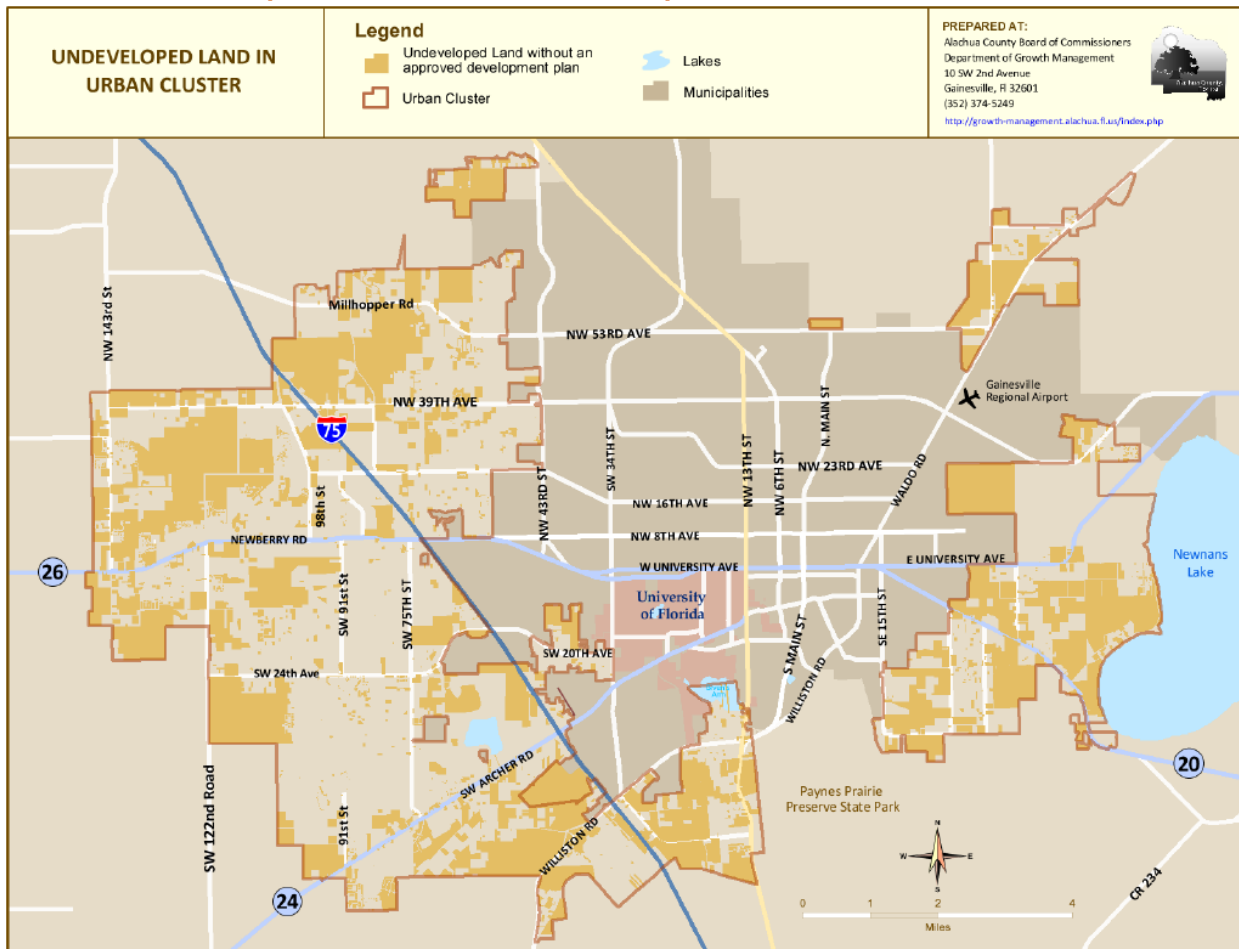 UNDEVELOPED LAND IN
URBAN CLUSTER
Legend
Undeveloped Land without an
approved development plan
Urban Cluster
Lakes
Municipalities
PREPARED AT:
Alachua County Board of Commissioners
Department of Growth Management
10 SW 2nd Avenue
Gainesville, Fl 32601
(352) 374-5249
http://growth-management.alachua.fl.us/index.php
Alachua County
Millhopper Rd
NW 143rd St
NW 53RD AVE
NW 39TH AVE
75
Gainesville
Regional Airport
N. MAIN ST
SW 34TH ST
NW 13TH ST
NW 6TH ST
NW 23RD AVE
WALDO RD
98th St
NW 43RD ST
NW 16TH AVE
NEWBERRY RD
NW 8TH AVE
E UNIVERSITY AVE
W UNIVERSITY AVE
26
Newnans
Lake
University
of Florida
SW 91st St
SW 75TH ST
SE 15TH ST
SW 20TH AVE
S MAIN ST
WILLISTON RD
SW 24th Ave
SW ARCHER RD
20
SW 122nd Road
91st St
Paynes Prairie
Preserve State Park
WILLISTON RD
24
CR 234
N
W
E
S
0 1 2 4
Miles